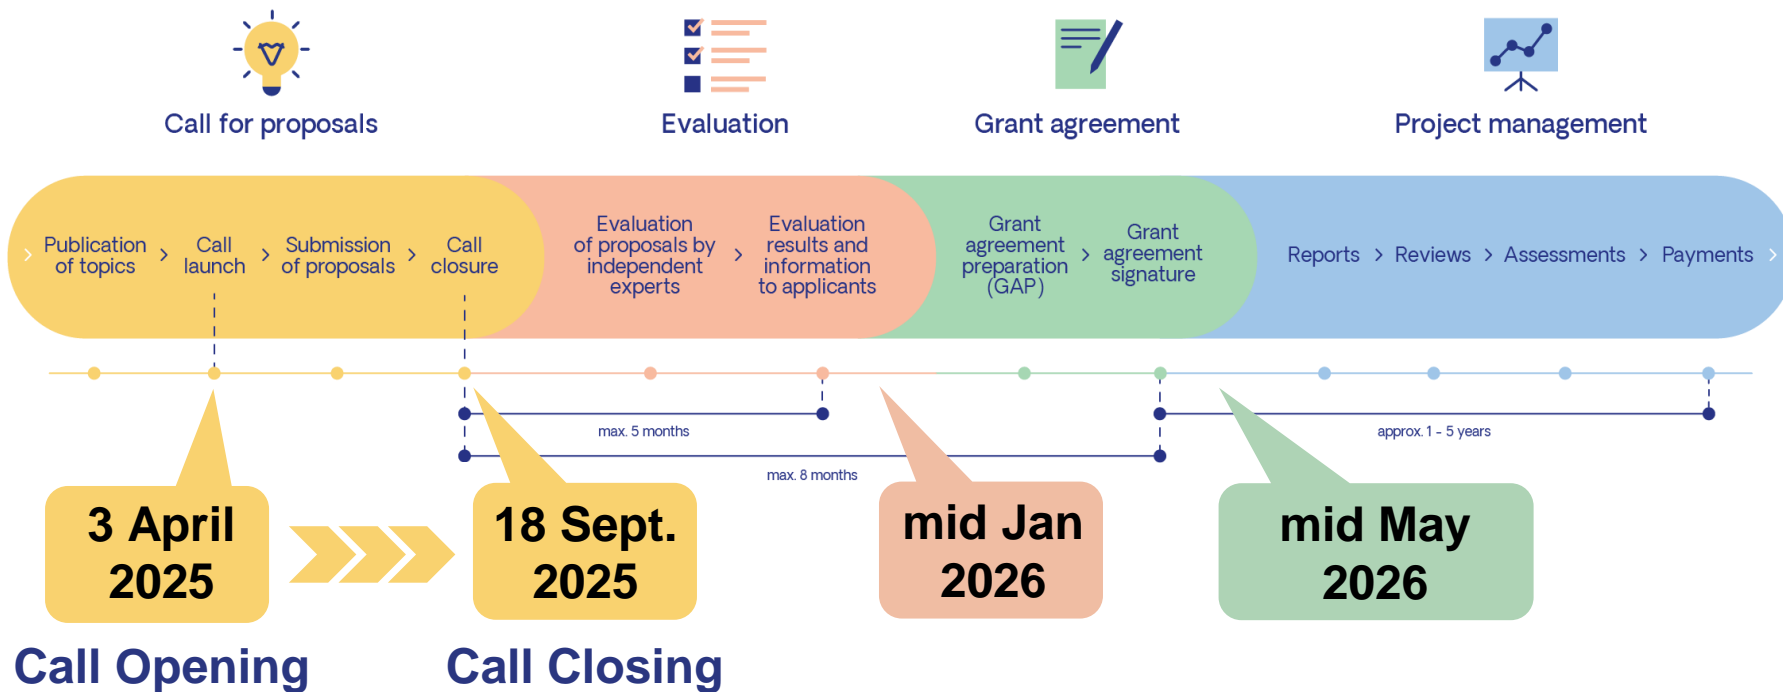 Call for proposals
Evaluation
Grant agreement
Project management
Publication
of topics
Call
launch
Submission
of proposals
Call
closure
Evaluation
of proposals by
independent
experts
Evaluation
results and
information
to applicants
Grant
agreement
preparation
(GAP)
Grant
agreement
signature
Reports
Reviews
Assessments
Payments
max. 5 months
approx. 1 - 5 years
max. 8 months
3 April
2025
18 Sept.
2025
mid Jan
2026
mid May
2026
Call Opening
Call Closing